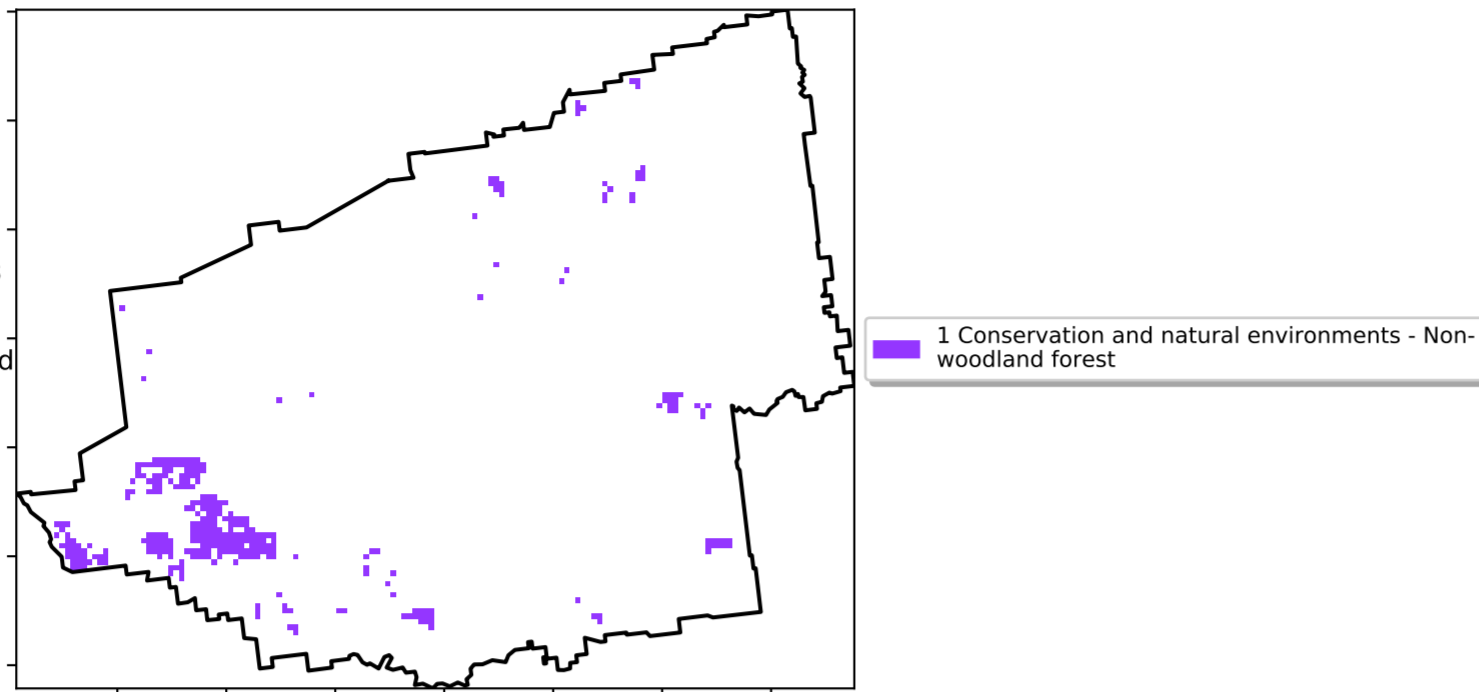 d
1 Conservation and natural environments - Non-
woodland forest